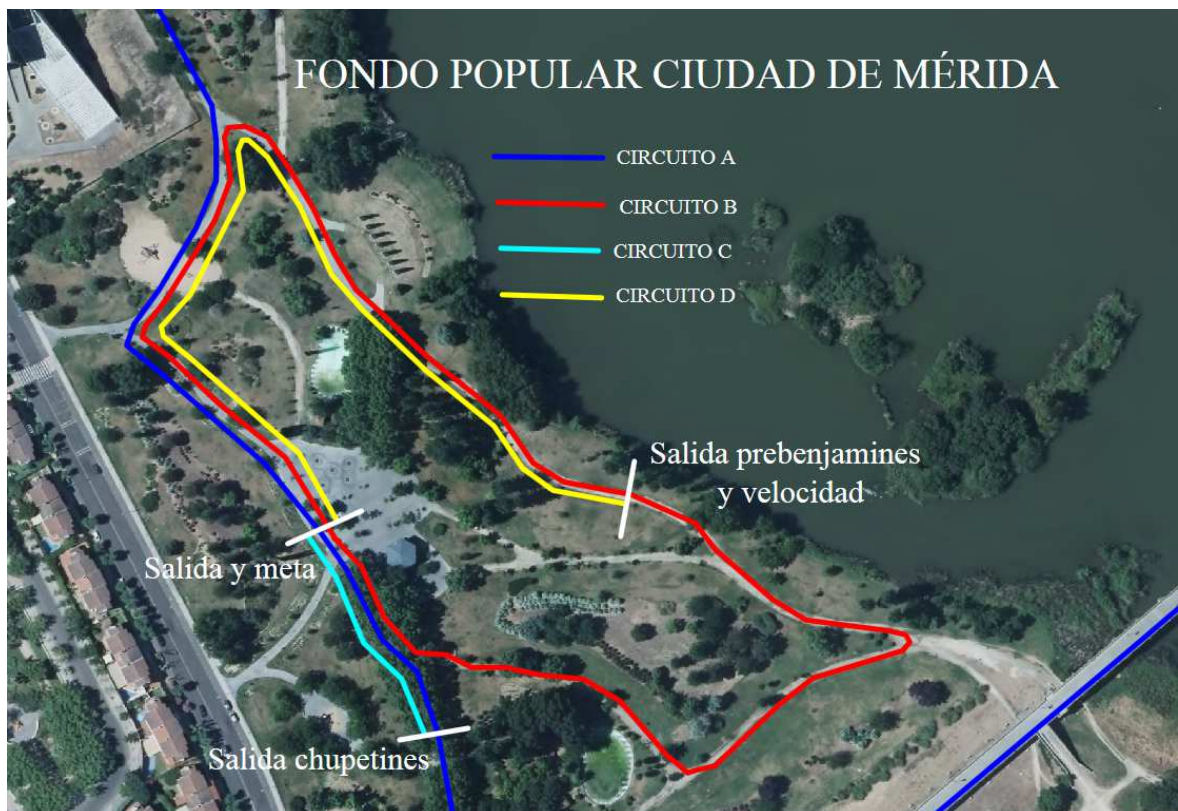 FONDO POPULAR CIUDAD DE MÉRIDA
CIRCUITO A
CIRCUITO B
CIRCUITO C
CIRCUITO D
Salida prebenjamines
y velocidad
Salida y meta
Salida chupetines